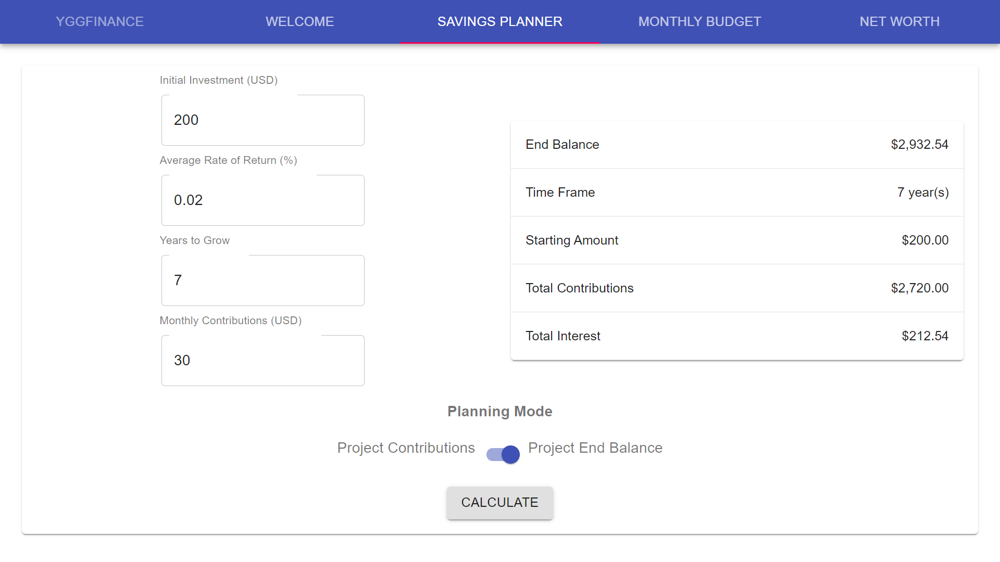 YGGFINANCE WELCOME SAVINGS PLANNER MONTHLY BUDGET NET WORTH
Initial Investment (USD)
200
Average Rate of Return (%)
0.02
Years to Grow
7
Monthly Contributions (USD)
30
End Balance $2,932.54
Time Frame 7 year(s)
Starting Amount $200.00
Total Contributions $2,720.00
Total Interest $212.54
Planning Mode
Project Contributions Project End Balance
CALCULATE